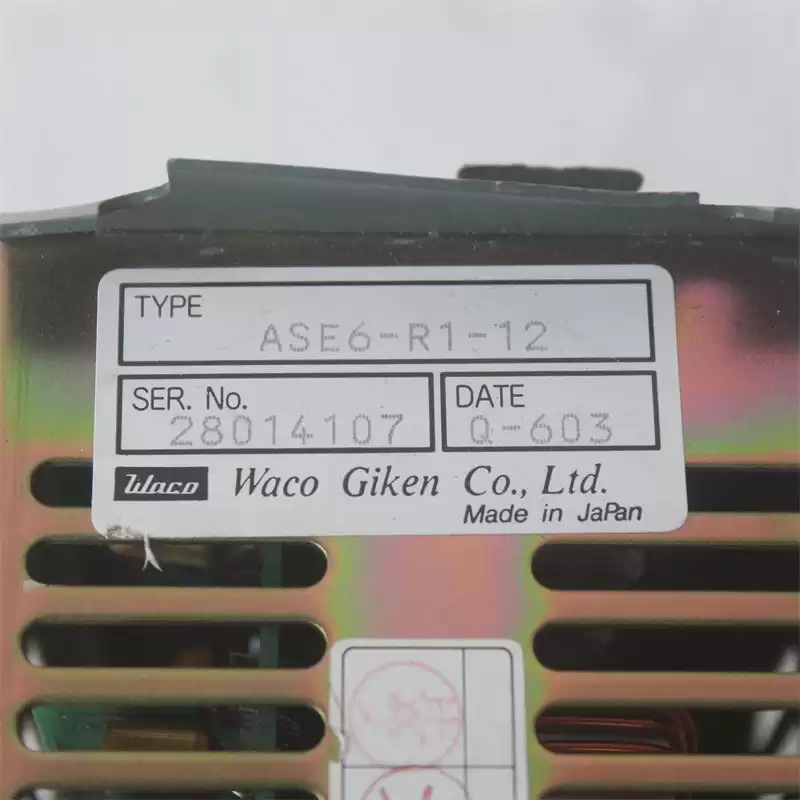 TYPE
ASE6-R1-12
SER. No.
28014107
DATE
Q-603
Waco Waco Giken Co., Ltd.
Made in JaPan